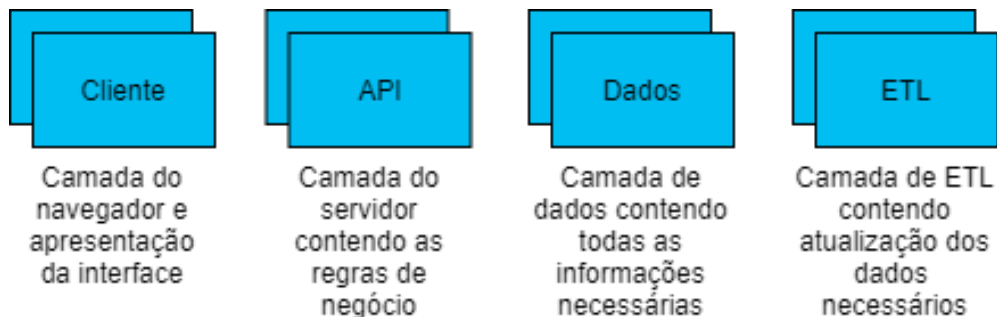 Cliente
API
Dados
ETL
Camada do
navegador e
apresentação
da interface
Camada do
servidor
contendo as
regras de
negócio
Camada de
dados contendo
todas as
informações
necessárias
Camada de ETL
contendo
atualização dos
dados
necessários